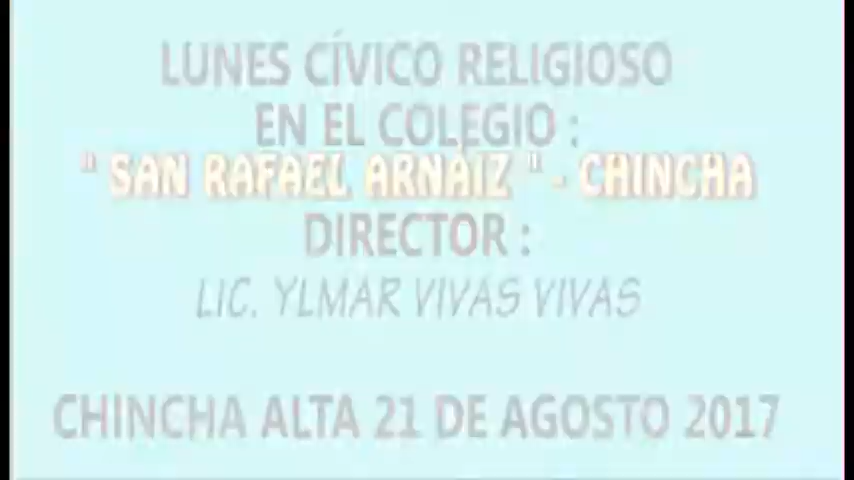 LUNES CÍVICO RELIGIOSO
EN EL COLEGIO :
" SAN RAFAEL ARNÁIZ " - CHINCHA
DIRECTOR :
LIC. YLMAR VIVAS VIVAS
CHINCHA ALTA 21 DE AGOSTO 2017